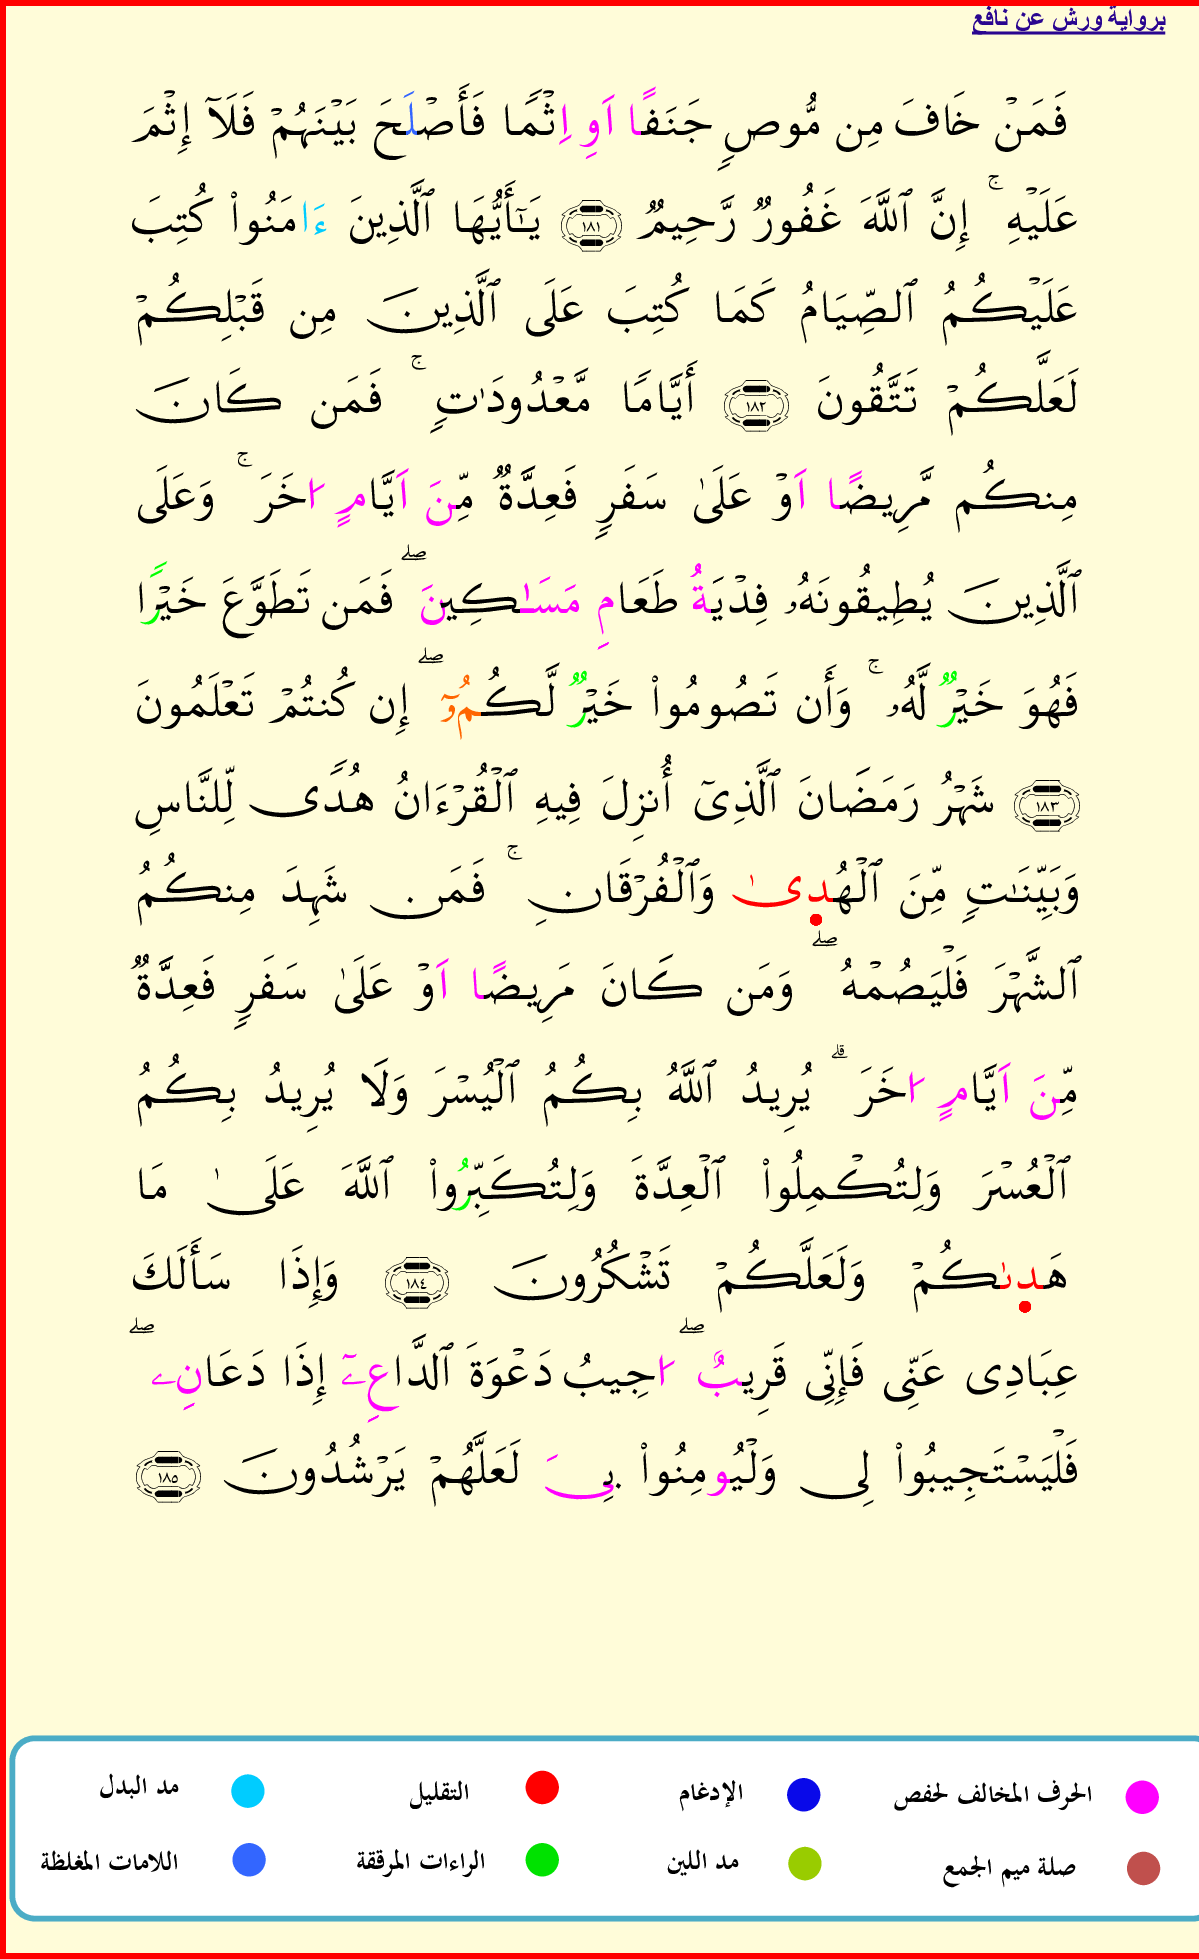 برواية ورش عن نافع
فَمَنْ خَافَ مِن مُّوصٍ جَنَفًا اَوِ اِثْمًا فَأَصْلَحَ بَيْنَهُمْ فَلَآ إِثْمَ
عَلَيْهِ ۚ إِنَّ ٱللَّهَ غَفُورٌ رَّحِيمٌ ١٨١ يَـٰٓأَيُّهَا ٱلَّذِينَ ءَامَنُوا۟ كُتِبَ
عَلَيْكُمُ ٱلصِّيَامُ كَمَا كُتِبَ عَلَى ٱلَّذِينَ مِن قَبْلِكُمْ
لَعَلَّكُمْ تَتَّقُونَ ١٨٢ أَيَّامًا مَّعْدُودَٰتٍ ۚ فَمَن كَانَ
مِنكُم مَّرِيضًا اَوْ عَلَىٰ سَفَرٍ فَعِدَّةٌ مِّنَ اَيَّامٍ ا۟خَرَ ۚ وَعَلَى
ٱلَّذِينَ يُطِيقُونَهُۥ فِدْيَةُ طَعَامِ مَسَـٰكِينَ ۖ فَمَن تَطَوَّعَ خَيْرًا
فَهُوَ خَيْرٌ لَّهُۥ ۚ وَأَن تَصُومُوا۟ خَيْرٌ لَّكُمُۥٓ ۖ إِن كُنتُمْ تَعْلَمُونَ
١٨٣ شَهْرُ رَمَضَانَ ٱلَّذِىٓ أُنزِلَ فِيهِ ٱلْقُرْءَانُ هُدًى لِّلنَّاسِ
وَبَيِّنَـٰتٍ مِّنَ ٱلْهُدٜىٰ وَٱلْفُرْقَانِ ۚ فَمَن شَهِدَ مِنكُمُ
ٱلشَّهْرَ فَلْيَصُمْهُ ۖ وَمَن كَانَ مَرِيضًا اَوْ عَلَىٰ سَفَرٍ فَعِدَّةٌ
مِّنَ اَيَّامٍ اخَرَ ۗ يُرِيدُ ٱللَّهُ بِكُمُ ٱلْيُسْرَ وَلَا يُرِيدُ بِكُمُ
ٱلْعُسْرَ وَلِتُكْمِلُوا۟ ٱلْعِدَّةَ وَلِتُكَبِّرُوا۟ ٱللَّهَ عَلَىٰ مَا
هَدٜىٰكُمْ وَلَعَلَّكُمْ تَشْكُرُونَ ١٨٤ وَإِذَا سَأَلَكَ
عِبَادِى عَنِّى فَإِنِّى قَرِيبٌ ۖ اجِيبُ دَعْوَةَ ٱلدَّاعِۦٓ إِذَا دَعَانِۦ ۖ
فَلْيَسْتَجِيبُوا۟ لِى وَلْيُومِنُوا۟ بِىَ لَعَلَّهُمْ يَرْشُدُونَ ١٨٥
الحرف المخالف لحفص الإدغام التقليل مد البدل
صلة ميم الجمع مد اللين الراءات المرققة اللامات المغلظة